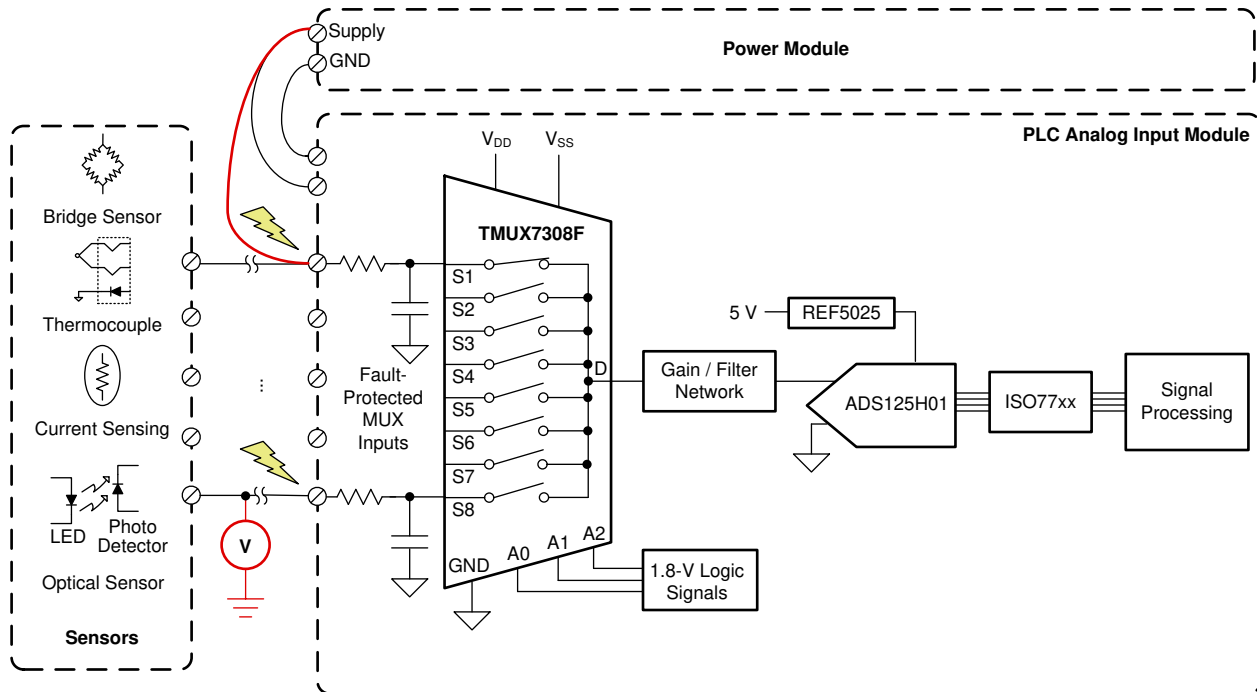 Supply
GND
Power Module
PLC Analog Input Module
VDD
VSS
TMUX7308F
Bridge Sensor
Thermocouple
Current Sensing
LED
Photo
Detector
Optical Sensor
Sensors
...
Fault-
Protected
MUX
Inputs
V
S1
S2
S3
S4
S5
S6
S7
S8
D
GND
A0
A1
A2
1.8-V Logic
Signals
Gain / Filter
Network
5 V
REF5025
ADS125H01
ISO77xx
Signal
Processing